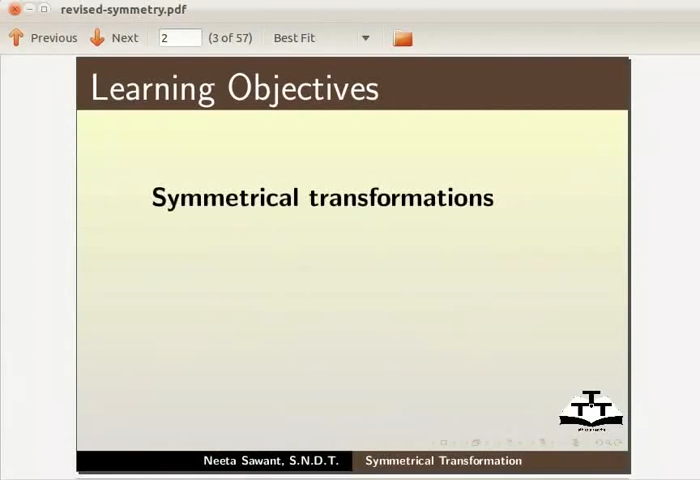 revised-symmetry.pdf
Previous Next 2 (3 of 57) Best Fit
Learning Objectives
Symmetrical transformations
Neeta Sawant, S.N.D.T. Symmetrical Transformation